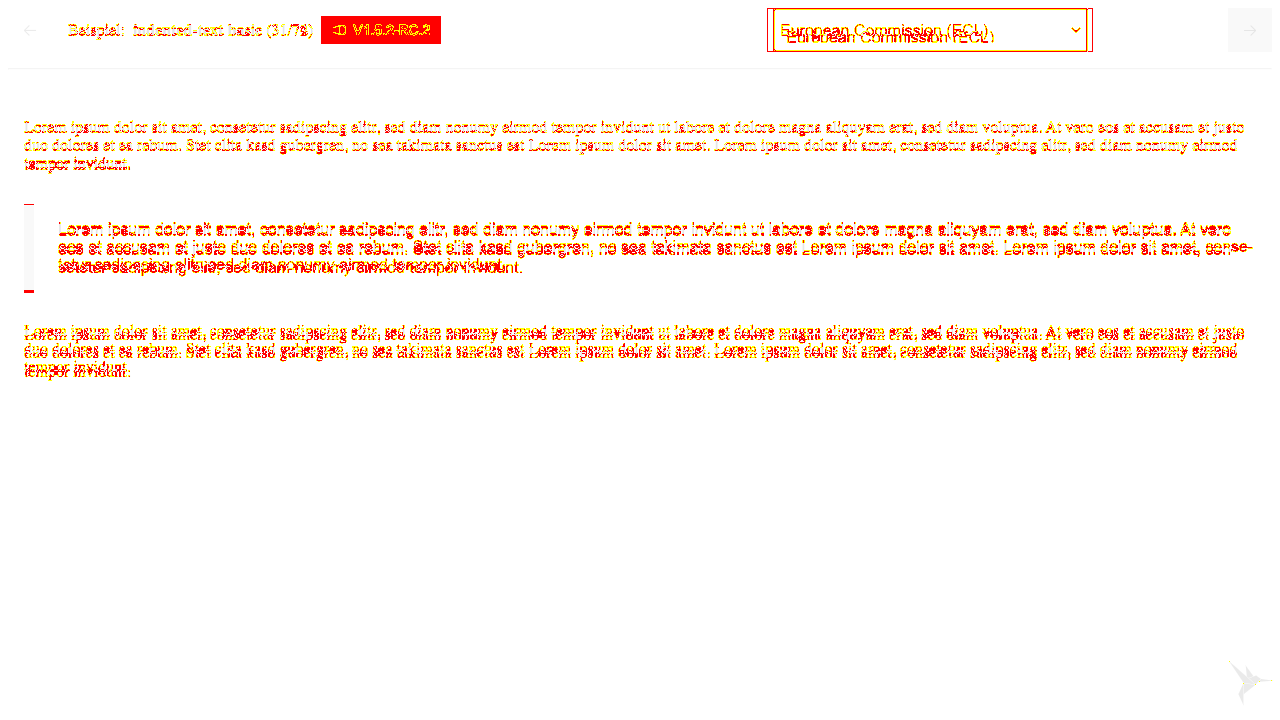 Beispiel: indented-text basic
European Commission (ECL)
Lorem ipsum dolor sit amet, consetetur sadipscing elitr, sed diam nonumy eirmod tempor invidunt ut labore et dolore magna aliquyam erat, sed diam voluptua. At vero eos et accusam et justo
duo dolores et ea rebum. Stet clita kasd gubergren, no sea takimata sanctus est Lorem ipsum dolor sit amet. Lorem ipsum dolor sit amet, consetetur sadipscing elitr, sed diam nonumy eirmod
tempor invidunt.
Lorem ipsum dolor sit amet, consetetur sadipscing elitr, sed diam nonumy eirmod tempor invidunt ut labore et dolore magna aliquyam erat, sed diam voluptua. At vero
eos et accusam et justo duo dolores et ea rebum. Stet clita kasd gubergren, no sea takimata sanctus est Lorem ipsum dolor sit amet. Lorem ipsum dolor sit amet, conse-
sadipscing elitr, sed diam nonumy eirmod tempor invidunt.
Lorem ipsum dolor sit amet, consetetur sadipscing elitr, sed diam nonumy eirmod tempor invidunt ut labore et dolore magna aliquyam erat, sed diam voluptua. At vero eos et accusam et justo
duo dolores et ea rebum. Stet clita kasd gubergren, no sea takimata sanctus est Lorem ipsum dolor sit amet. Lorem ipsum dolor sit amet, consetetur sadipscing elitr, sed diam nonumy eirmod
tempor invidunt.